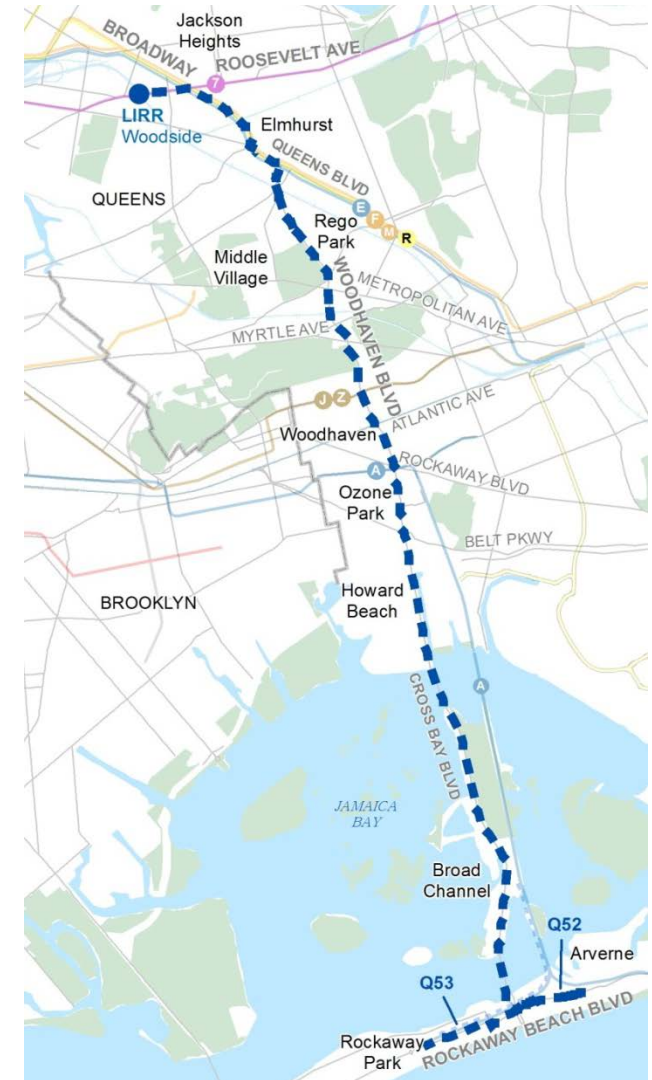 Jackson
Heights
BROADWAY
ROOSEVELT AVE
7
LIRR
Woodside
Elmhurst
QUEENS BLVD
QUEENS
E
F
M
R
Rego
Park
Middle
Village
WOODHAVEN BLVD
METROPOLITAN AVE
MYRTLE AVE
J
Z
ATLANTIC AVE
Woodhaven
A
ROCKAWAY BLVD
Ozone
Park
BELT PKWY
Howard
Beach
BROOKLYN
A
CROSS BAY BLVD
JAMAICA
BAY
Broad
Channel
Q52
Arverne
Q53
Rockaway
Park
ROCKAWAY BEACH BLVD